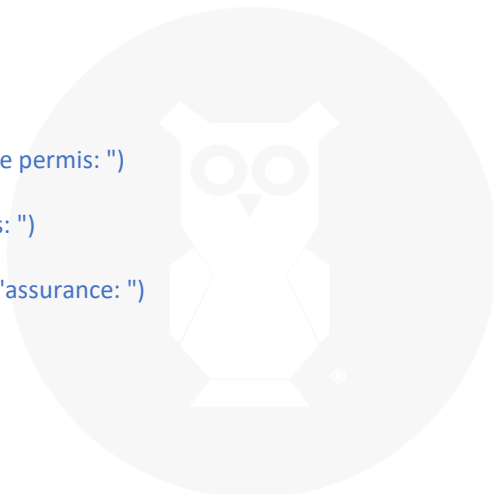 e permis: ")
s: ")
'assurance: ")
®